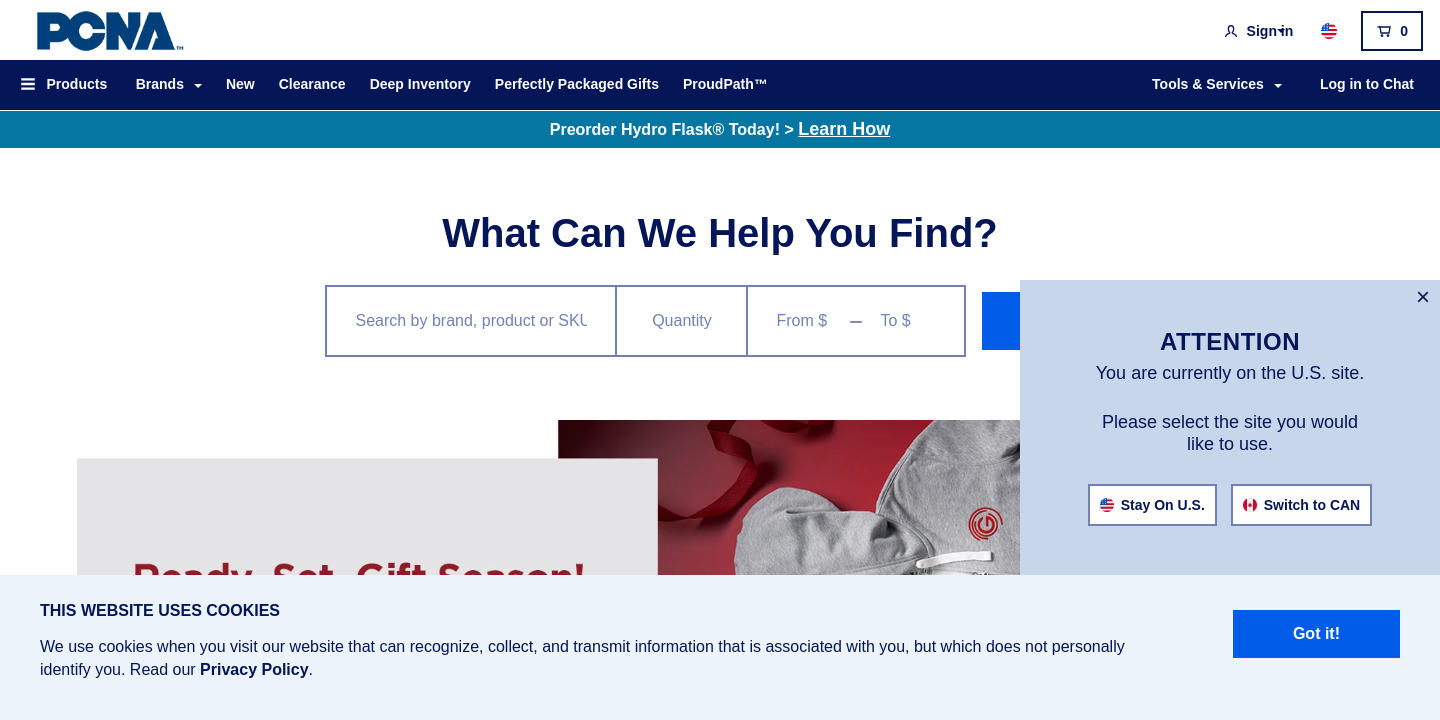 PCNA™
Sign in
0
Products
Brands
New
Clearance
Deep Inventory
Perfectly Packaged Gifts
ProudPath™
Tools & Services
Log in to Chat
Preorder Hydro Flask® Today! > Learn How
What Can We Help You Find?
Search by brand, product or SKU
Quantity
From $
To $
×
ATTENTION
You are currently on the U.S. site.
Please select the site you would
like to use.
Stay On U.S.
Switch to CAN
Ready, Set, Gift Season!
THIS WEBSITE USES COOKIES
We use cookies when you visit our website that can recognize, collect, and transmit information that is associated with you, but which does not personally
identify you. Read our Privacy Policy.
Got it!